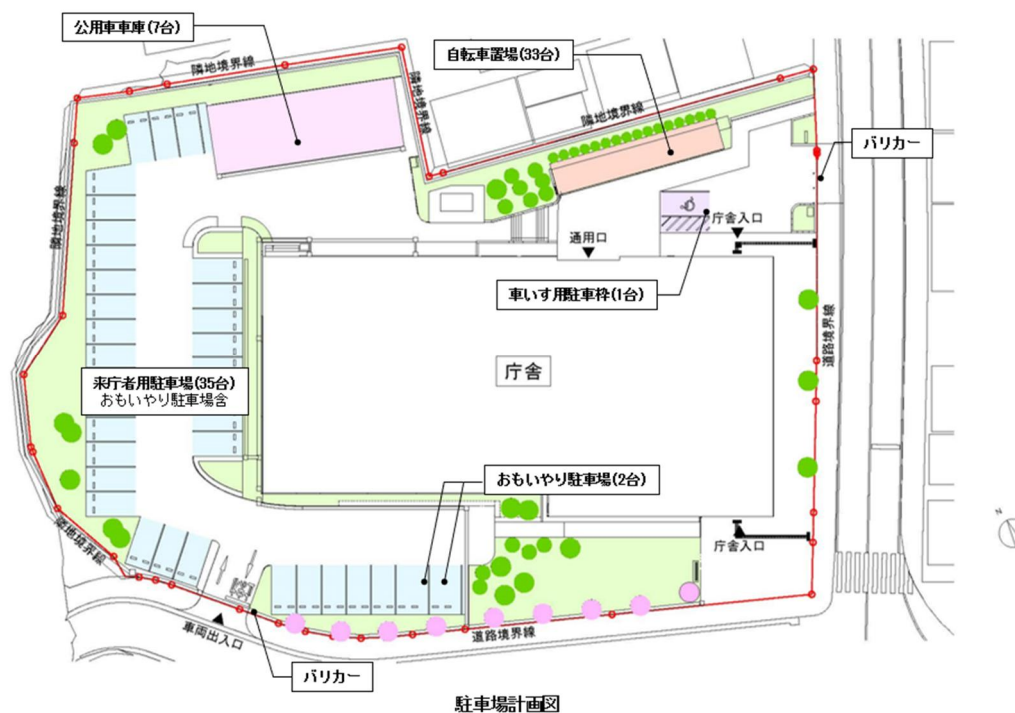 公用車車庫(7台)
自転車置場(33台)
隣地境界線
隣地境界線
隣地境界線
バリカー
隣地境界線
庁舎入口
通用口
車いす用駐車枠(1台)
道路境界線
庁舎
来庁者用駐車場(35台)
おもいやり駐車場含
おもいやり駐車場(2台)
隣地境界線
庁舎入口
車両出入口
道路境界線
バリカー
駐車場計画図
N